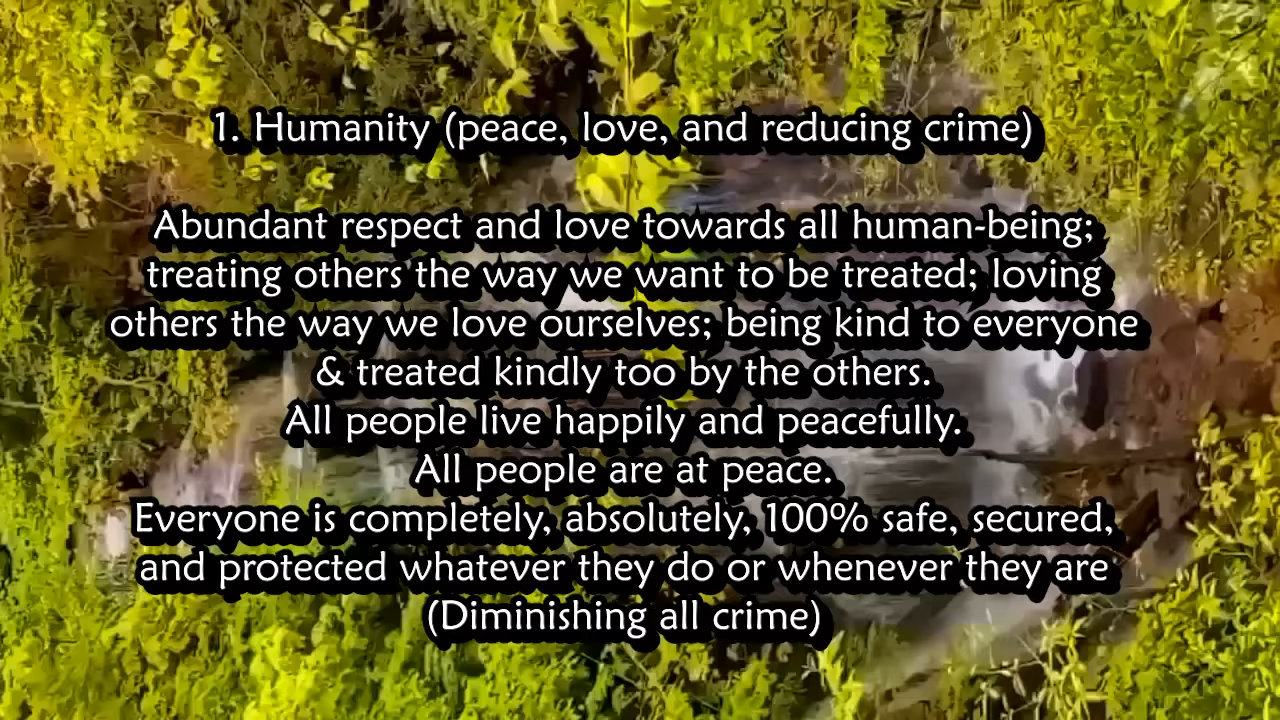 1. Humanity (peace, love, and reducing crime)
Abundant respect and love towards all human-being;
treating others the way we want to be treated; loving
others the way we love ourselves; being kind to everyone
& treated kindly too by the others.
All people live happily and peacefully.
All people are at peace.
Everyone is completely, absolutely, 100% safe, secured,
and protected whatever they do or whenever they are
(Diminishing all crime)